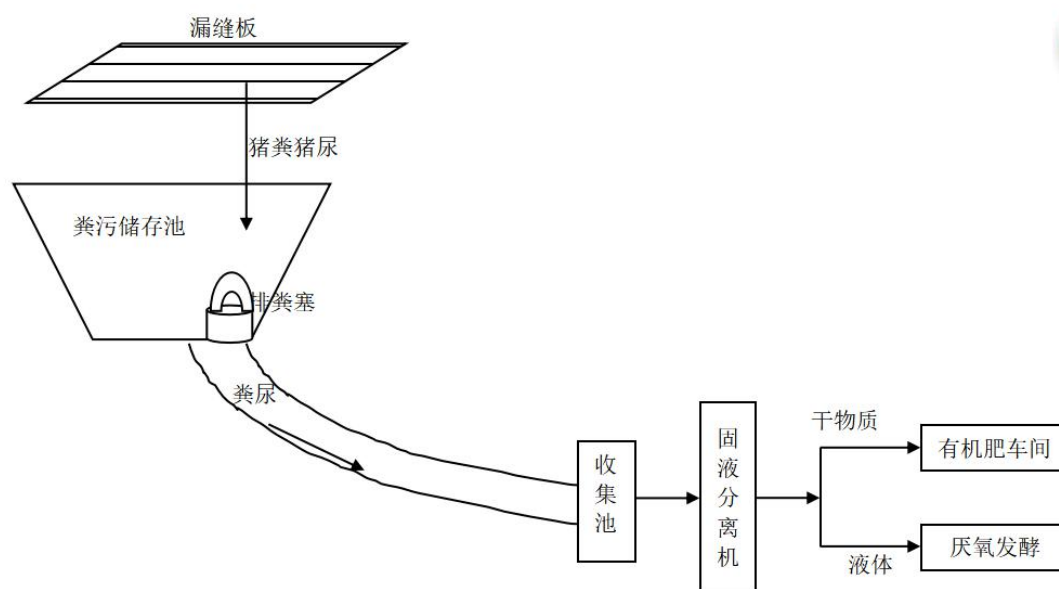 漏缝板
猪粪猪尿
粪污储存池
排粪塞
粪尿
收集池
固液分离机
干物质
有机肥车间
液体
厌氧发酵